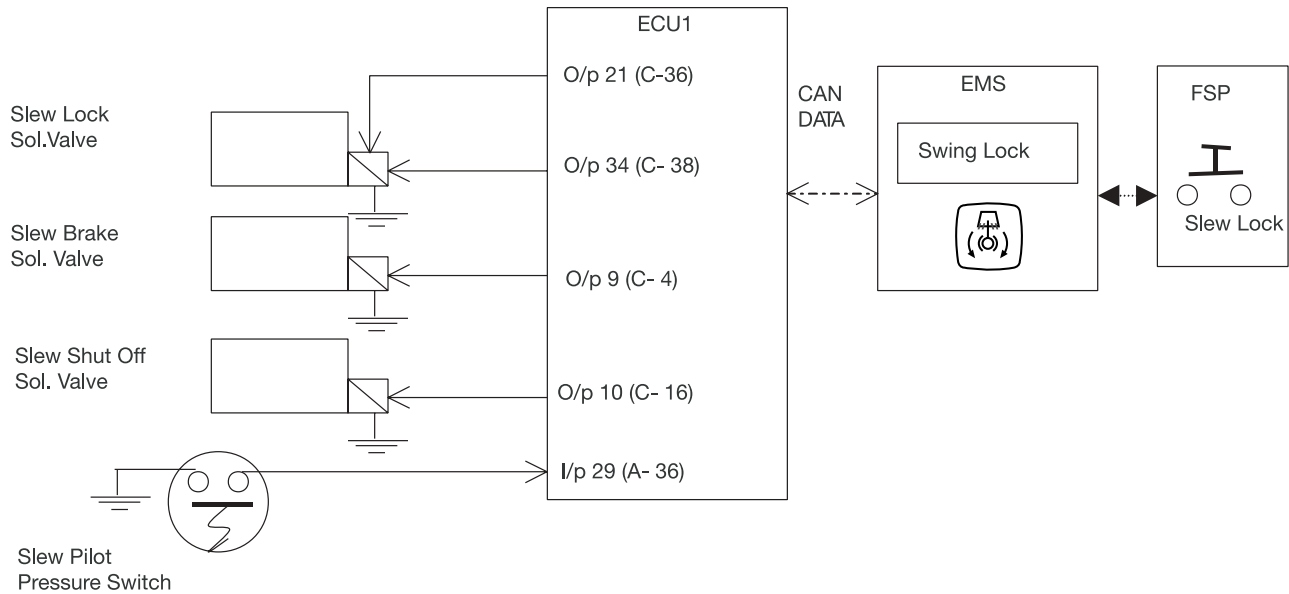 ECU1
O/p 21 (C-36)
Slew Lock
Sol.Valve
O/p 34 (C- 38)
Slew Brake
Sol. Valve
O/p 9 (C- 4)
Slew Shut Off
Sol. Valve
O/p 10 (C- 16)
I/p 29 (A- 36)
Slew Pilot
Pressure Switch
CAN
DATA
EMS
Swing Lock
FSP
Slew Lock